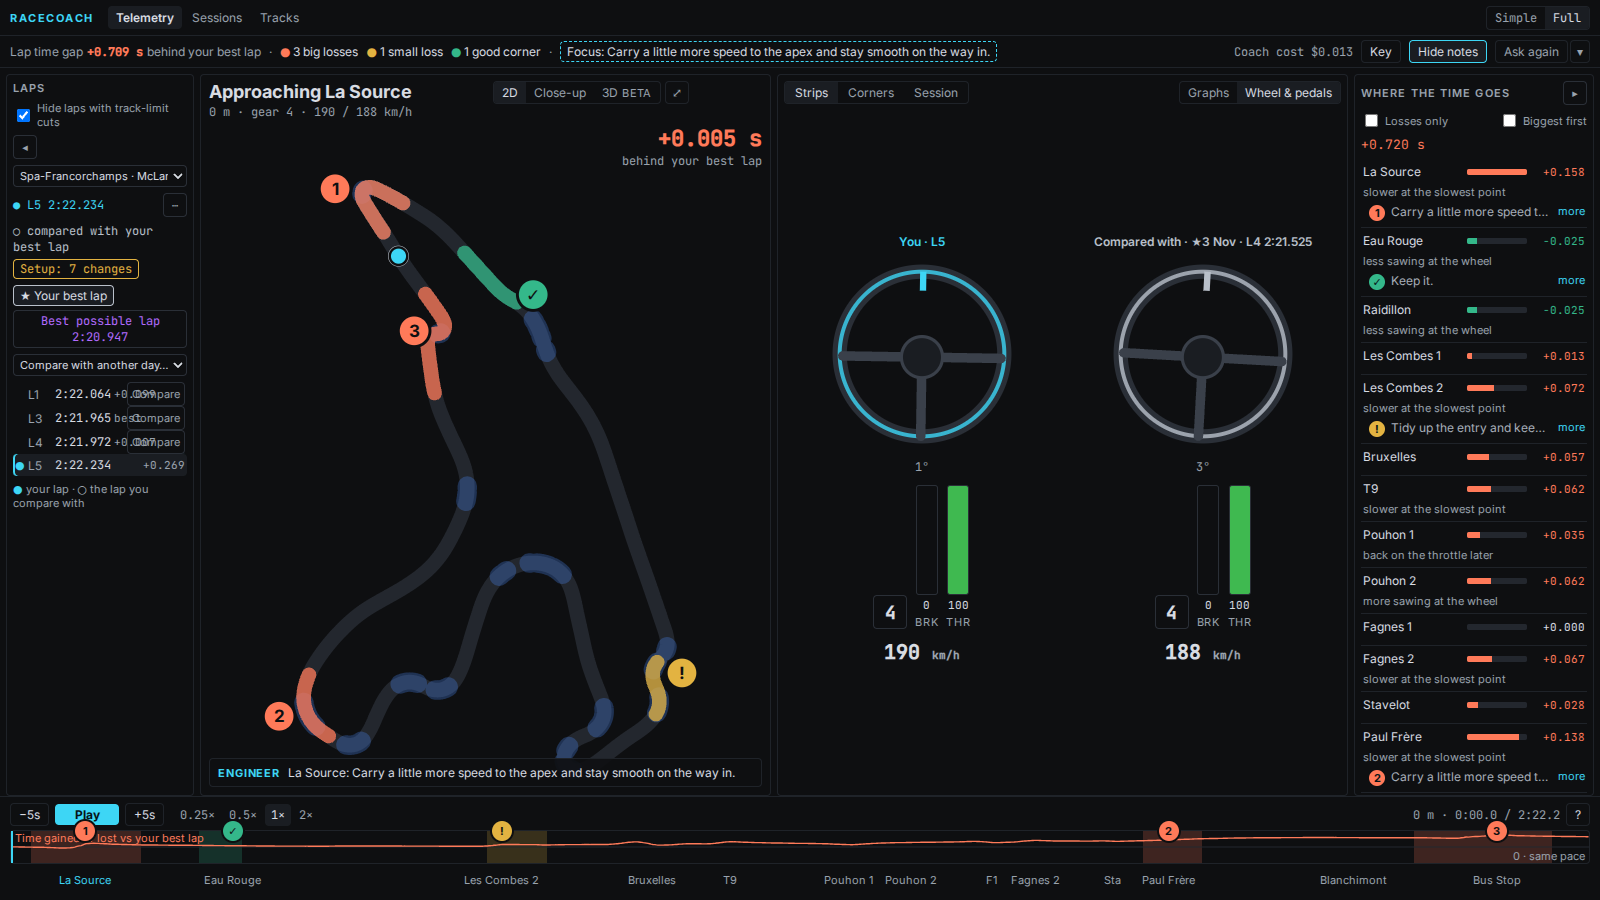 RACECOACH Telemetry Sessions Tracks Simple Full
Lap time gap +0.709 s behind your best lap · 3 big losses 1 small loss 1 good corner · Focus: Carry a little more speed to the apex and stay smooth on the way in. Coach cost $0.013 Key Hide notes Ask again ▾
LAPS
Hide laps with track-limit
cuts
◂
Spa-Francorchamps · McLar
L5 2:22.234 …
○ compared with your
best lap
Setup: 7 changes
★ Your best lap
Best possible lap
2:20.947
Compare with another day...
L1 2:22.064 Compare
L3 2:21.965 Compare
L4 2:21.972 Compare
L5 2:22.234 +0.269
your lap · ○ the lap you
compare with
Approaching La Source 2D Close-up 3D BETA ⤢
0 m · gear 4 · 190 / 188 km/h
+0.005 s
behind your best lap
1
✓
3
!
2
ENGINEER La Source: Carry a little more speed to the apex and stay smooth on the way in.
Strips Corners Session Graphs Wheel & pedals
You · L5 Compared with · ★3 Nov · L4 2:21.525
1° 3°
4 0 100 4 0 100
BRK THR BRK THR
190 km/h 188 km/h
WHERE THE TIME GOES ▸
Losses only Biggest first
+0.720 s
La Source +0.158
slower at the slowest point
1 Carry a little more speed t... more
Eau Rouge -0.025
less sawing at the wheel
✓ Keep it. more
Raidillon -0.025
less sawing at the wheel
Les Combes 1 +0.013
Les Combes 2 +0.072
slower at the slowest point
! Tidy up the entry and kee... more
Bruxelles +0.057
T9 +0.062
slower at the slowest point
Pouhon 1 +0.035
back on the throttle later
Pouhon 2 +0.062
more sawing at the wheel
Fagnes 1 +0.000
Fagnes 2 +0.067
slower at the slowest point
Stavelot +0.028
Paul Frère +0.138
slower at the slowest point
2 Carry a little more speed t... more
−5s Play +5s 0.25× 0.5× 1× 2× 0 m · 0:00.0 / 2:22.2 ?
1 ✓ ! 2 3
Time gained lost vs your best lap
0 · same pace
La Source Eau Rouge Les Combes 2 Bruxelles T9 Pouhon 1 Pouhon 2 F1 Fagnes 2 Sta Paul Frère Blanchimont Bus Stop